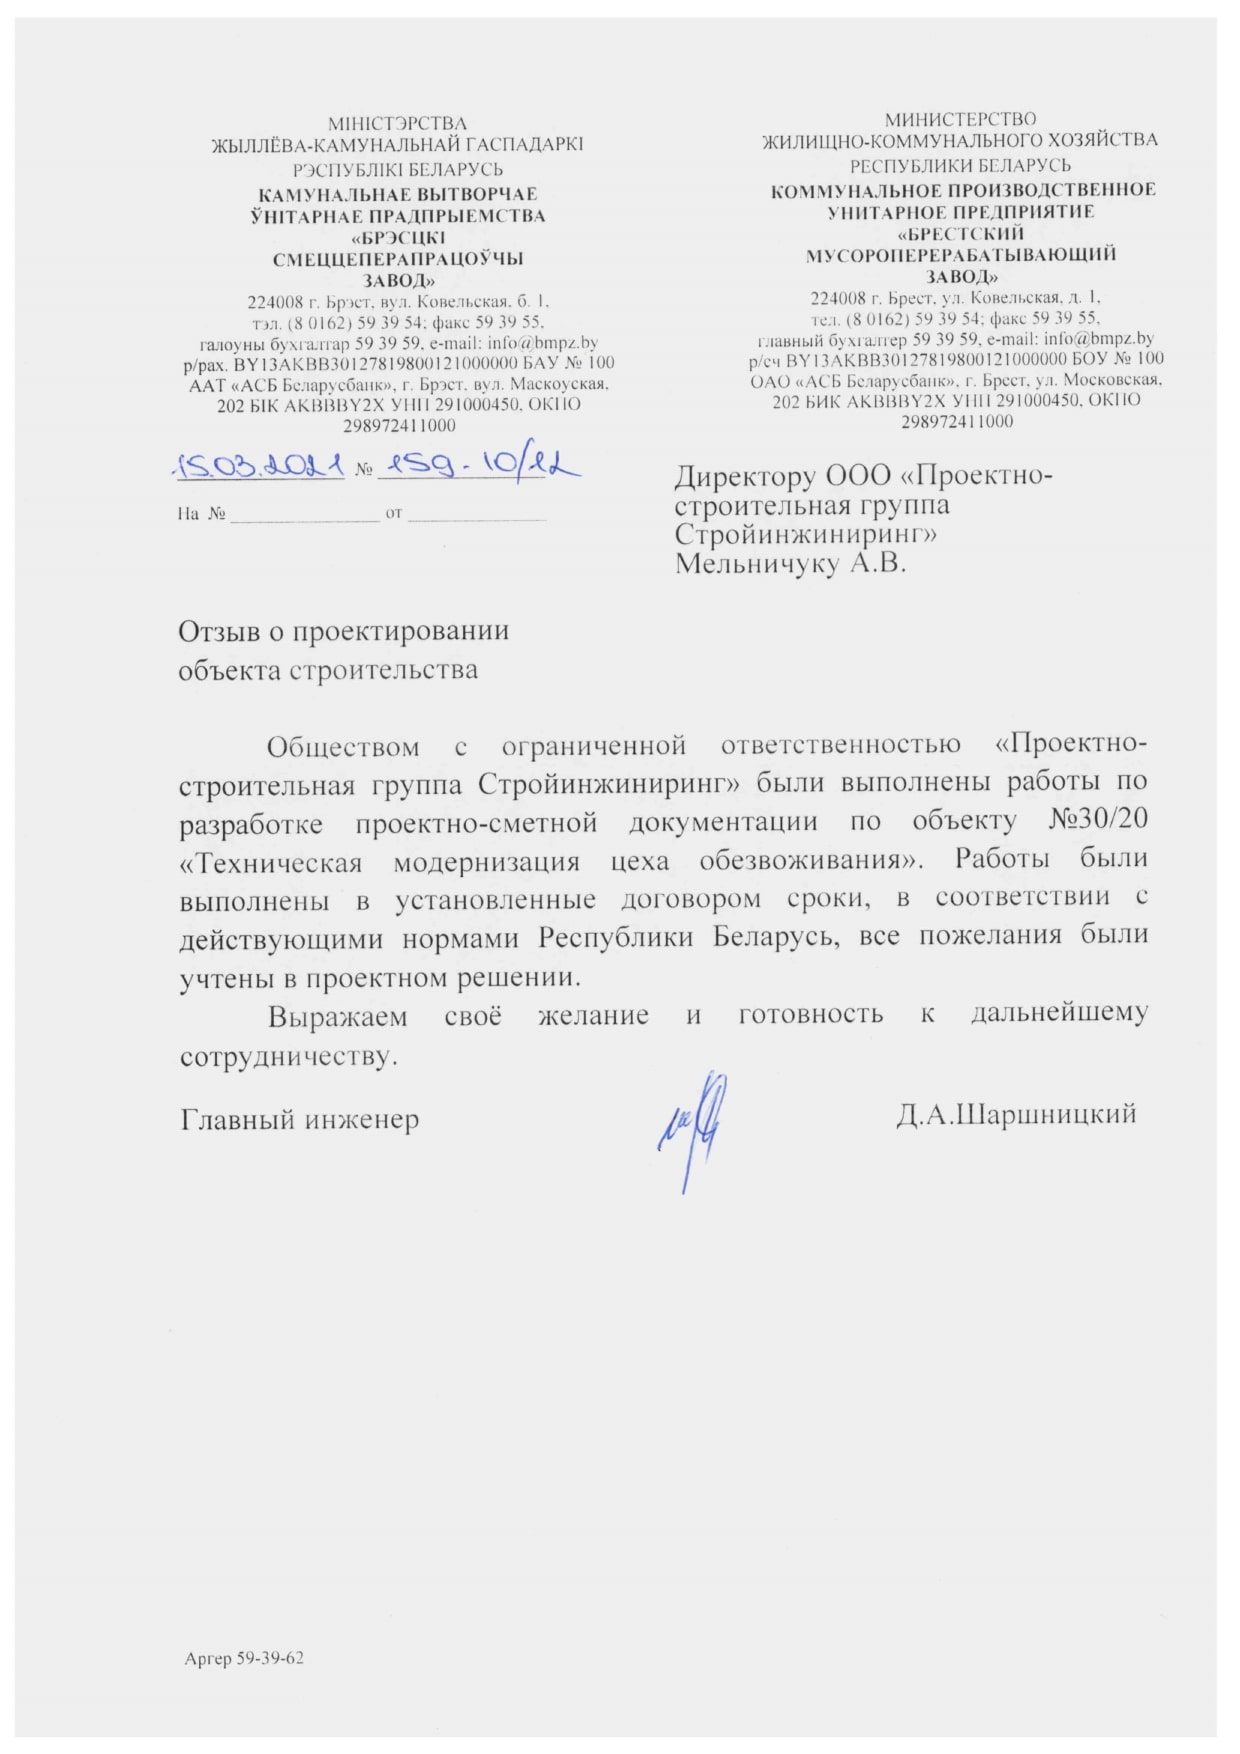 МІНІСТЭРСТВА
ЖЫЛЛЁВА-КАМУНАЛЬНАЙ ГАСПАДАРКІ
РЭСПУБЛІКІ БЕЛАРУСЬ
КАМУНАЛЬНАЕ ВЫТВОРЧАЕ
ЎНІТАРНАЕ ПРАДПРЫЕМСТВА
«БРЭСЦКІ
СМЕЦЦЕПЕРАПРАЦОЎЧЫ
ЗАВОД»
224008 г. Брэст, вул. Ковельская, б. 1,
тэл. (8 0162) 59 39 54; факс 59 39 55,
галоуны бухгалтар 59 39 59, e-mail: info@bmpz.by
р/рах. BY13AKBB30127819800121000000 БАУ № 100
ААТ «АСБ Беларусбанк», г. Брэст, вул. Маскоуская,
202 БІК AKBBBY2X УНП 291000450, ОКПО
298972411000
МИНИСТЕРСТВО
ЖИЛИЩНО-КОММУНАЛЬНОГО ХОЗЯЙСТВА
РЕСПУБЛИКИ БЕЛАРУСЬ
КОММУНАЛЬНОЕ ПРОИЗВОДСТВЕННОЕ
УНИТАРНОЕ ПРЕДПРИЯТИЕ
«БРЕСТСКИЙ
МУСОРОПЕРЕРАБАТЫВАЮЩИЙ
ЗАВОД»
224008 г. Брест, ул. Ковельская, д. 1,
тел. (8 0162) 59 39 54; факс 59 39 55,
главный бухгалтер 59 39 59, e-mail: info@bmpz.by
р/сч BY13AKBB30127819800121000000 БОУ № 100
ОАО «АСБ Беларусбанк», г. Брест, ул. Московская,
202 БИК AKBBBY2X УНП 291000450, ОКПО
298972411000
15.03.2021 № 159-10/12
На № от
Директору ООО «Проектно-
строительная группа
Стройинжиниринг»
Мельничуку А.В.
Отзыв о проектировании
объекта строительства
Обществом с ограниченной ответственностью «Проектно-
строительная группа Стройинжиниринг» были выполнены работы по
разработке проектно-сметной документации по объекту №30/20
«Техническая модернизация цеха обезвоживания». Работы были
выполнены в установленные договором сроки, в соответствии с
действующими нормами Республики Беларусь, все пожелания были
учтены в проектном решении.
Выражаем своё желание и готовность к дальнейшему
сотрудничеству.
Главный инженер Д.А.Шаршницкий
Аргер 59-39-62